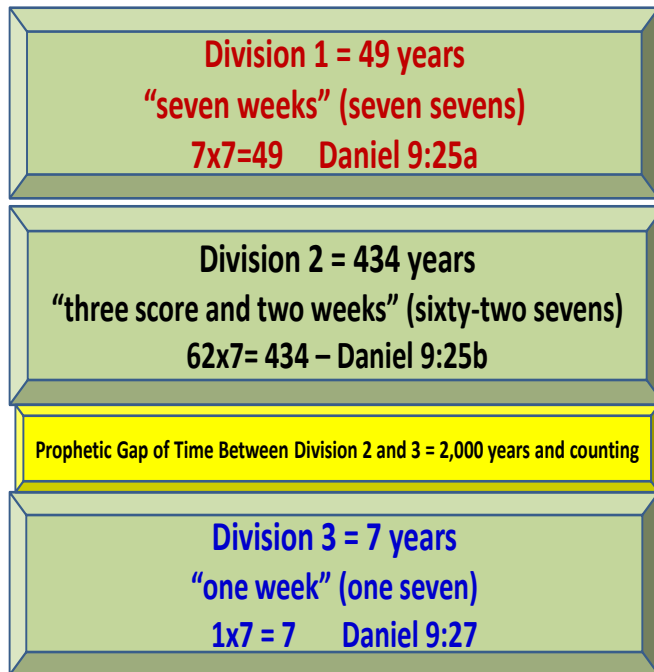 Division 1 = 49 years
“seven weeks” (seven sevens)
7x7=49 Daniel 9:25a
Division 2 = 434 years
“three score and two weeks” (sixty-two sevens)
62x7= 434 – Daniel 9:25b
Prophetic Gap of Time Between Division 2 and 3 = 2,000 years and counting
Division 3 = 7 years
“one week” (one seven)
1x7 = 7 Daniel 9:27